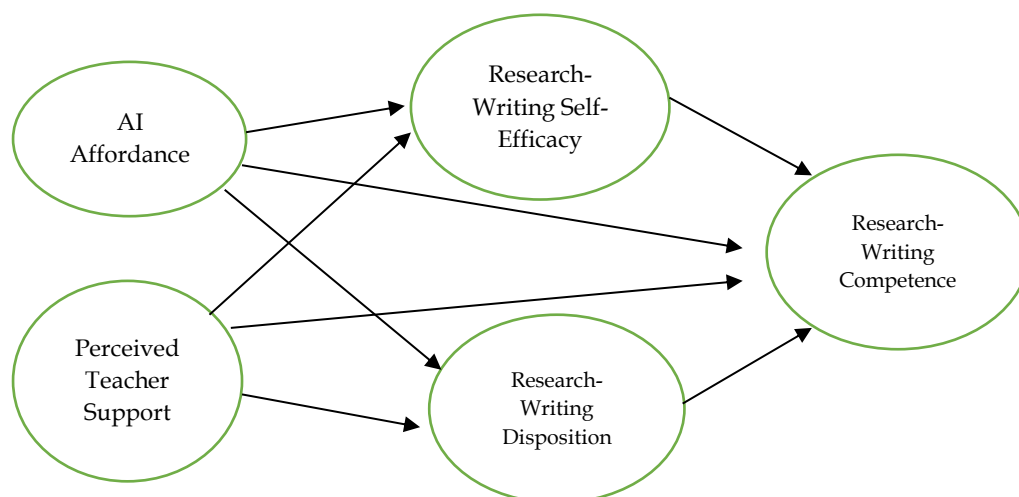 AI
Affordance
Research-
Writing Self-
Efficacy
Research-
Writing
Competence
Perceived
Teacher
Support
Research-
Writing
Disposition